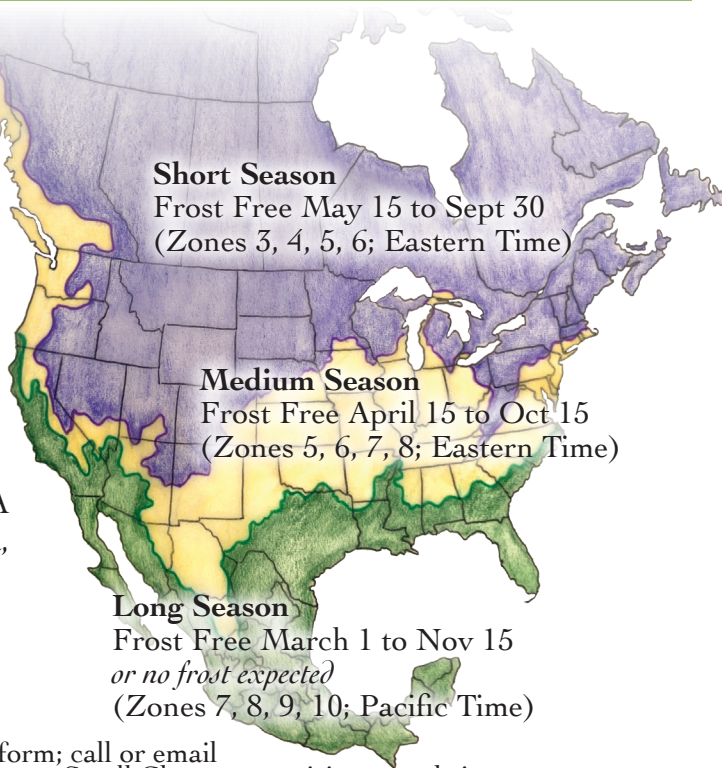 Short Season
Frost Free May 15 to Sept 30
(Zones 3, 4, 5, 6; Eastern Time)
Medium Season
Frost Free April 15 to Oct 15
(Zones 5, 6, 7, 8; Eastern Time)
A
,
Long Season
Frost Free March 1 to Nov 15
or no frost expected
(Zones 7, 8, 9, 10; Pacific Time)
form; call or email